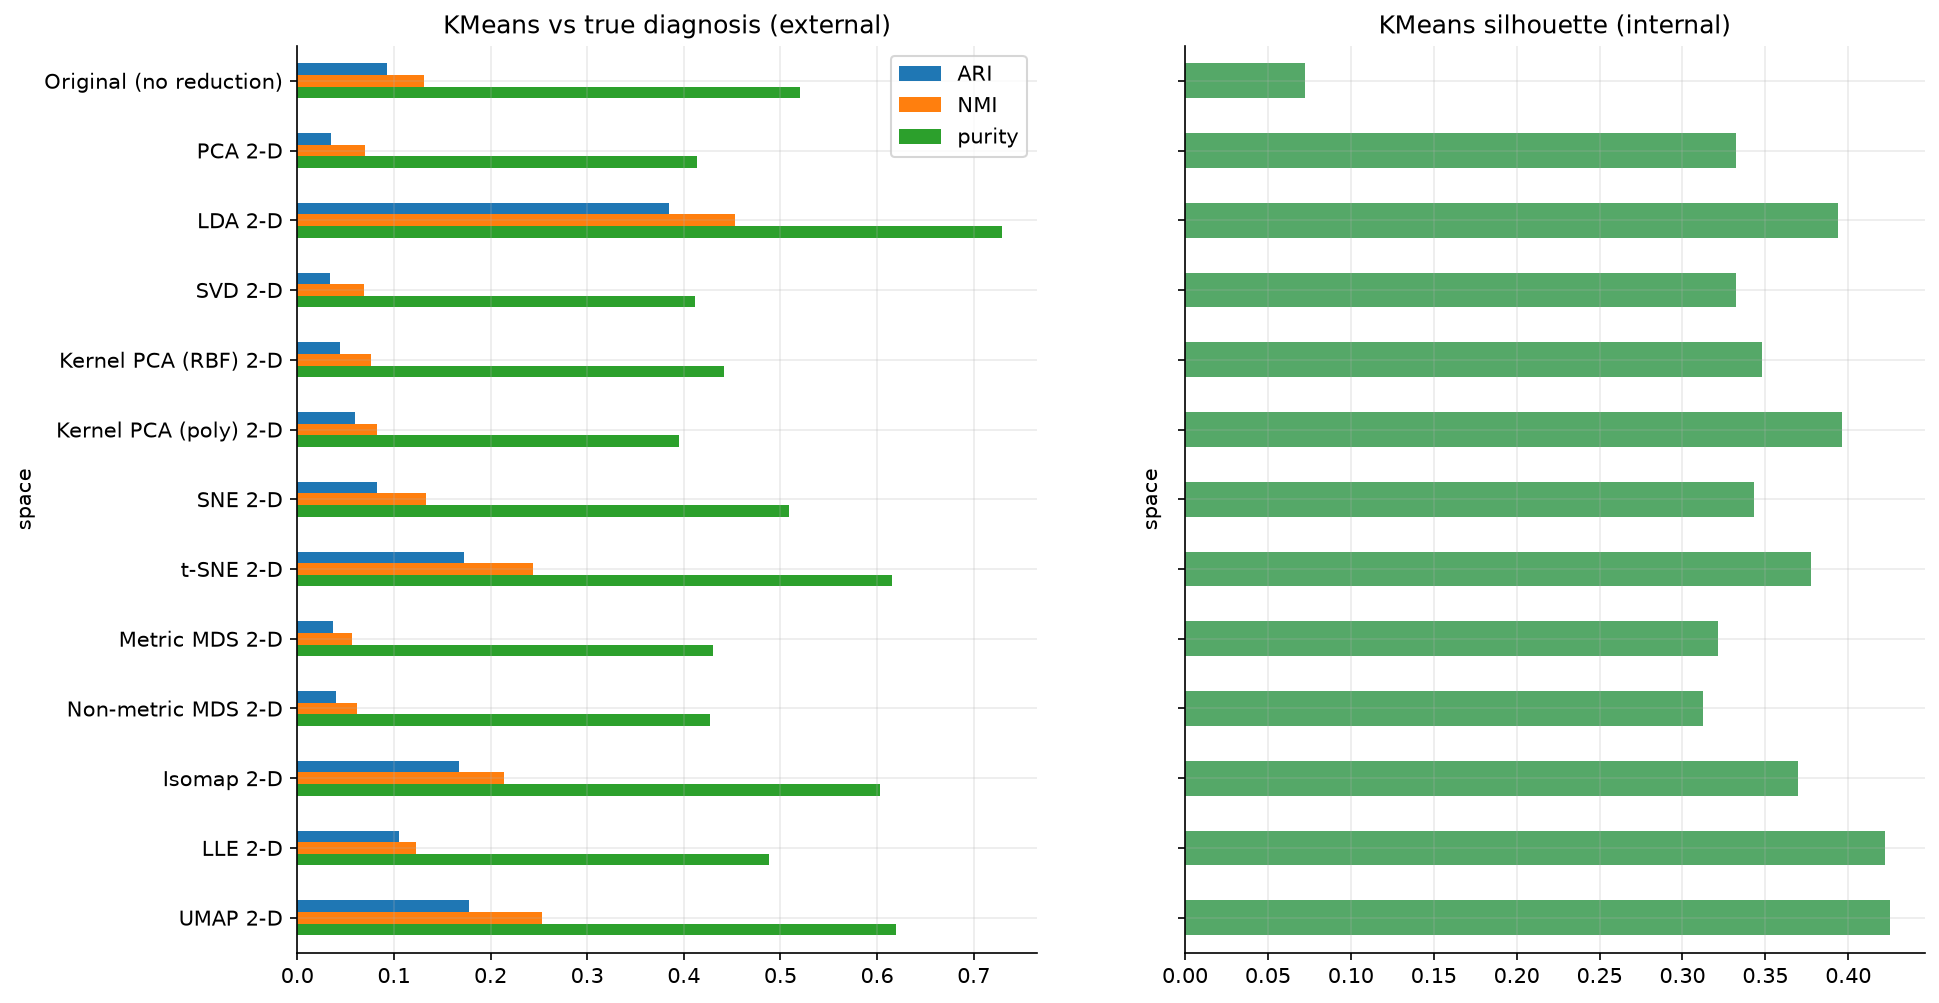 KMeans vs true diagnosis (external)
ARI
NMI
purity
Original (no reduction)
PCA 2-D
LDA 2-D
SVD 2-D
Kernel PCA (RBF) 2-D
Kernel PCA (poly) 2-D
SNE 2-D
t-SNE 2-D
Metric MDS 2-D
Non-metric MDS 2-D
Isomap 2-D
LLE 2-D
UMAP 2-D
space
0.0 0.1 0.2 0.3 0.4 0.5 0.6 0.7
KMeans silhouette (internal)
space
0.00 0.05 0.10 0.15 0.20 0.25 0.30 0.35 0.40